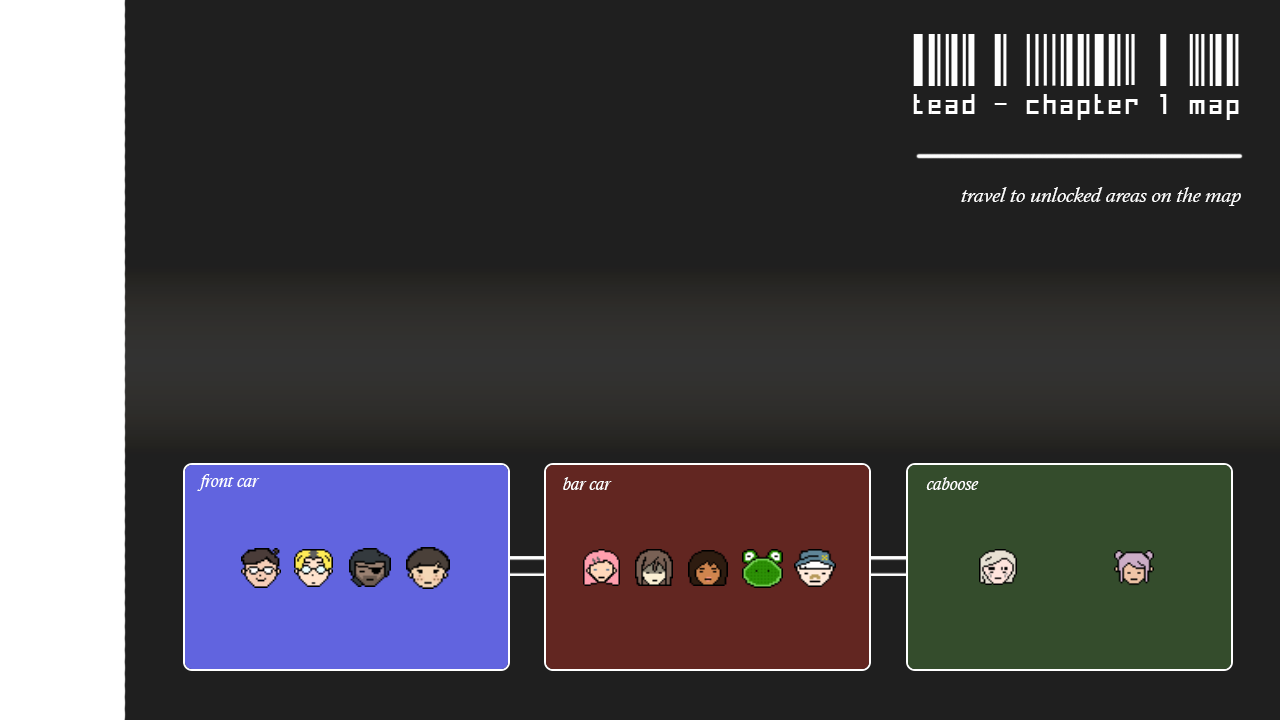 tead - chapter 1 map
travel to unlocked areas on the map
front car
bar car
caboose